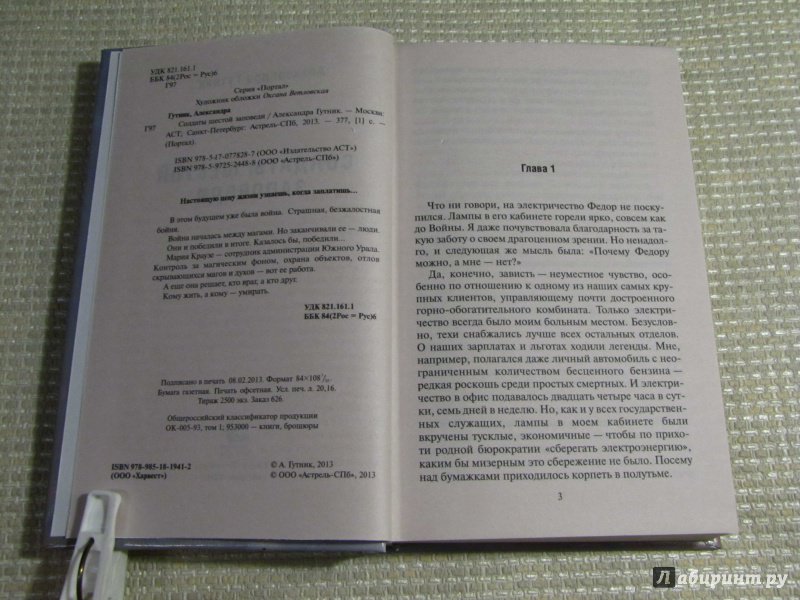 УДК 821.161.1
ББК 84(2Рос = Рус)6
Г97
Серия «Портал»
Художник обложки Оксана Ветловская
Гутник, Александра
Г97
Солдаты шестой заповеди / Александра Гутник. — Москва:
АСТ, Санкт-Петербург: Астрель-СПб, 2013. — 377, [1] с. —
(Портал).
ISBN 978-5-17-077828-7 (ООО «Издательство АСТ»)
ISBN 978-5-9725-2448-8 (ООО «Астрель-СПб»)
Настоящую цену жизни узнаешь, когда заплатишь...
В этом будущем уже была война. Страшная, безжалостная
бойня.
Война началась между магами. Но заканчивали ее — люди.
Они и победили в итоге. Казалось бы, победили...
Мария Краузе — сотрудник администрации Южного Урала.
Контроль за магическим фоном, охрана объектов, отлов
скрывающихся магов и духов — вот ее работа.
А еще она решает, кто враг, а кто друг.
Кому жить, а кому — умирать.
УДК 821.161.1
ББК 84(2Рос = Рус)6
Подписано в печать 08.02.2013. Формат 84×108 1/32
Бумага газетная. Печать офсетная. Усл. печ. л. 20,16.
Тираж 2500 экз. Заказ 626.
Общероссийский классификатор продукции
ОК-005-93, том 1; 953000 — книги, брошюры
ISBN 978-985-18-1941-2
(ООО «Харвест»)
© А. Гутник, 2013
© ООО «Астрель-СПб», 2013
Глава 1
Что ни говори, на электричество Федор не поску-
пился. Лампы в его кабинете горели ярко, совсем как
до Войны. Я даже почувствовала благодарность за та-
кую заботу о своем драгоценном зрении. Но ненадол-
го, и следующая же мысль была: «Почему Федору
можно, а мне — нет?»
Да, конечно, зависть — неуместное чувство, осо-
бенно по отношению к одному из наших самых кру-
пных клиентов, управляющему почти достроенного
горно-обогатительного комбината. Только электри-
чество всегда было моим больным местом. Безуслов-
но, техи снабжались лучше всех остальных отделов.
О наших зарплатах и льготах ходили легенды. Мне,
например, полагался даже личный автомобиль с нео-
граниченным количеством бесценного бензина —
редкая роскошь среди простых смертных. И электри-
чество в офис подавалось двадцать четыре часа в сут-
ки, семь дней в неделю. Но, как и у всех государствен-
ных служащих, лампы в моем кабинете были
вкручены тусклые, экономичные — чтобы по прихо-
ти родной бюрократии «сберегать электроэнергию»,
каким бы мизерным это сбережение не было. Посему
над бумажками приходилось корпеть в полутьме.
3
Лабиринт.ру